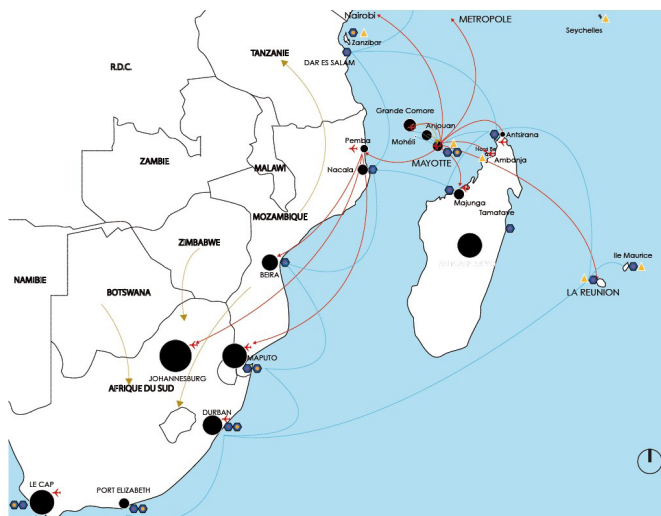 Nairobi
METROPOLE
Seychelles
Zanzibar
TANZANIE
DAR ES SALAM
R.D.C.
Grande Comore
Anjouan
Mohéli
Antsirana
Pemba
Ambanja
MAYOTTE
ZAMBIE
MALAWI
Nacala
Majunga
Tamatave
MOZAMBIQUE
ZIMBABWE
Ile Maurice
BEIRA
NAMIBIE
BOTSWANA
LA REUNION
MAPUTO
JOHANNESBURG
AFRIQUE DU SUD
DURBAN
LE CAP
PORT ELIZABETH